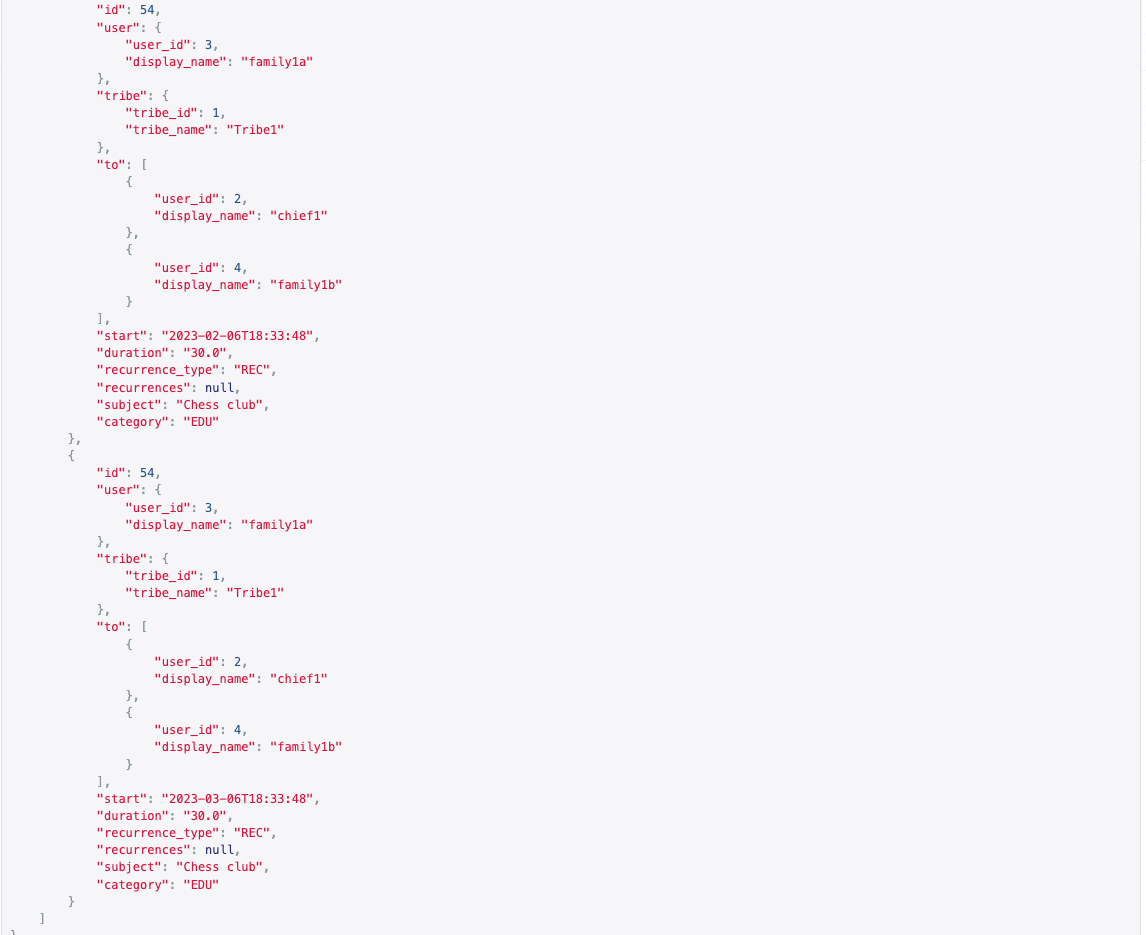 "id": 54,
"user": {
"user_id": 3,
"display_name": "family1a"
},
"tribe": {
"tribe_id": 1,
"tribe_name": "Tribe1"
},
"to": [
{
"user_id": 2,
"display_name": "chief1"
},
{
"user_id": 4,
"display_name": "family1b"
}
],
"start": "2023-02-06T18:33:48",
"duration": "30.0",
"recurrence_type": "REC",
"recurrences": null,
"subject": "Chess club",
"category": "EDU"
},
{
"id": 54,
"user": {
"user_id": 3,
"display_name": "family1a"
},
"tribe": {
"tribe_id": 1,
"tribe_name": "Tribe1"
},
"to": [
{
"user_id": 2,
"display_name": "chief1"
},
{
"user_id": 4,
"display_name": "family1b"
}
],
"start": "2023-03-06T18:33:48",
"duration": "30.0",
"recurrence_type": "REC",
"recurrences": null,
"subject": "Chess club",
"category": "EDU"
}
]
}